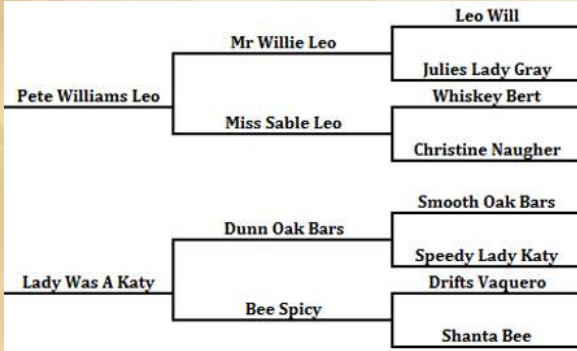 Leo Will
Mr Willie Leo
Julies Lady Gray
Pete Williams Leo
Whiskey Bert
Miss Sable Leo
Christine Naugher
Smooth Oak Bars
Dunn Oak Bars
Speedy Lady Katy
Lady Was A Katy
Drifts Vaquero
Bee Spicy
Shanta Bee